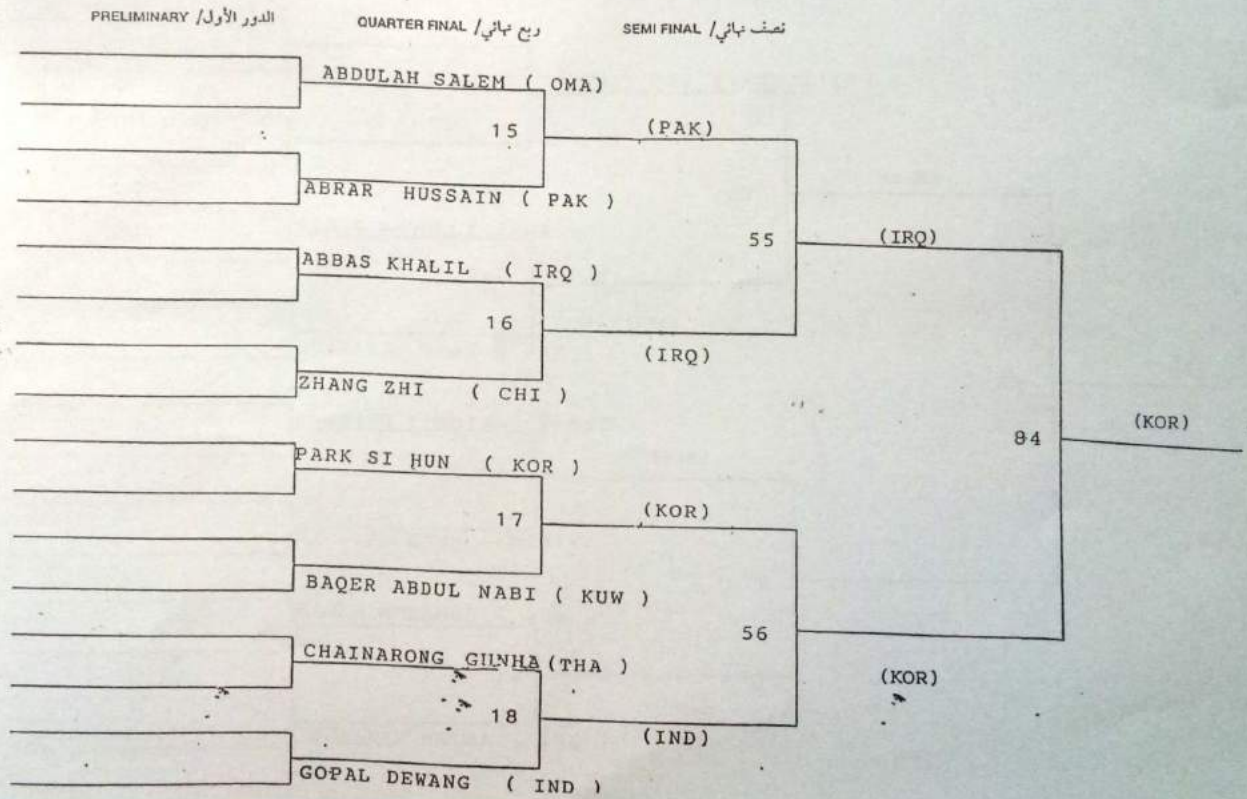 PRELIMINARY / الدور الأول
QUARTER FINAL / ربع نهائي
SEMI FINAL / نصف نهائي
ABDULAH SALEM ( OMA)
15
(PAK)
ABRAR HUSSAIN ( PAK )
55
(IRQ)
ABBAS KHALIL ( IRQ )
16
(IRQ)
ZHANG ZHI ( CHI )
84
(KOR)
PARK SI HUN ( KOR )
17
(KOR)
BAQER ABDUL NABI ( KUW )
56
(KOR)
CHAINARONG GUNHA (THA )
18
(IND)
GOPAL DEWANG ( IND )